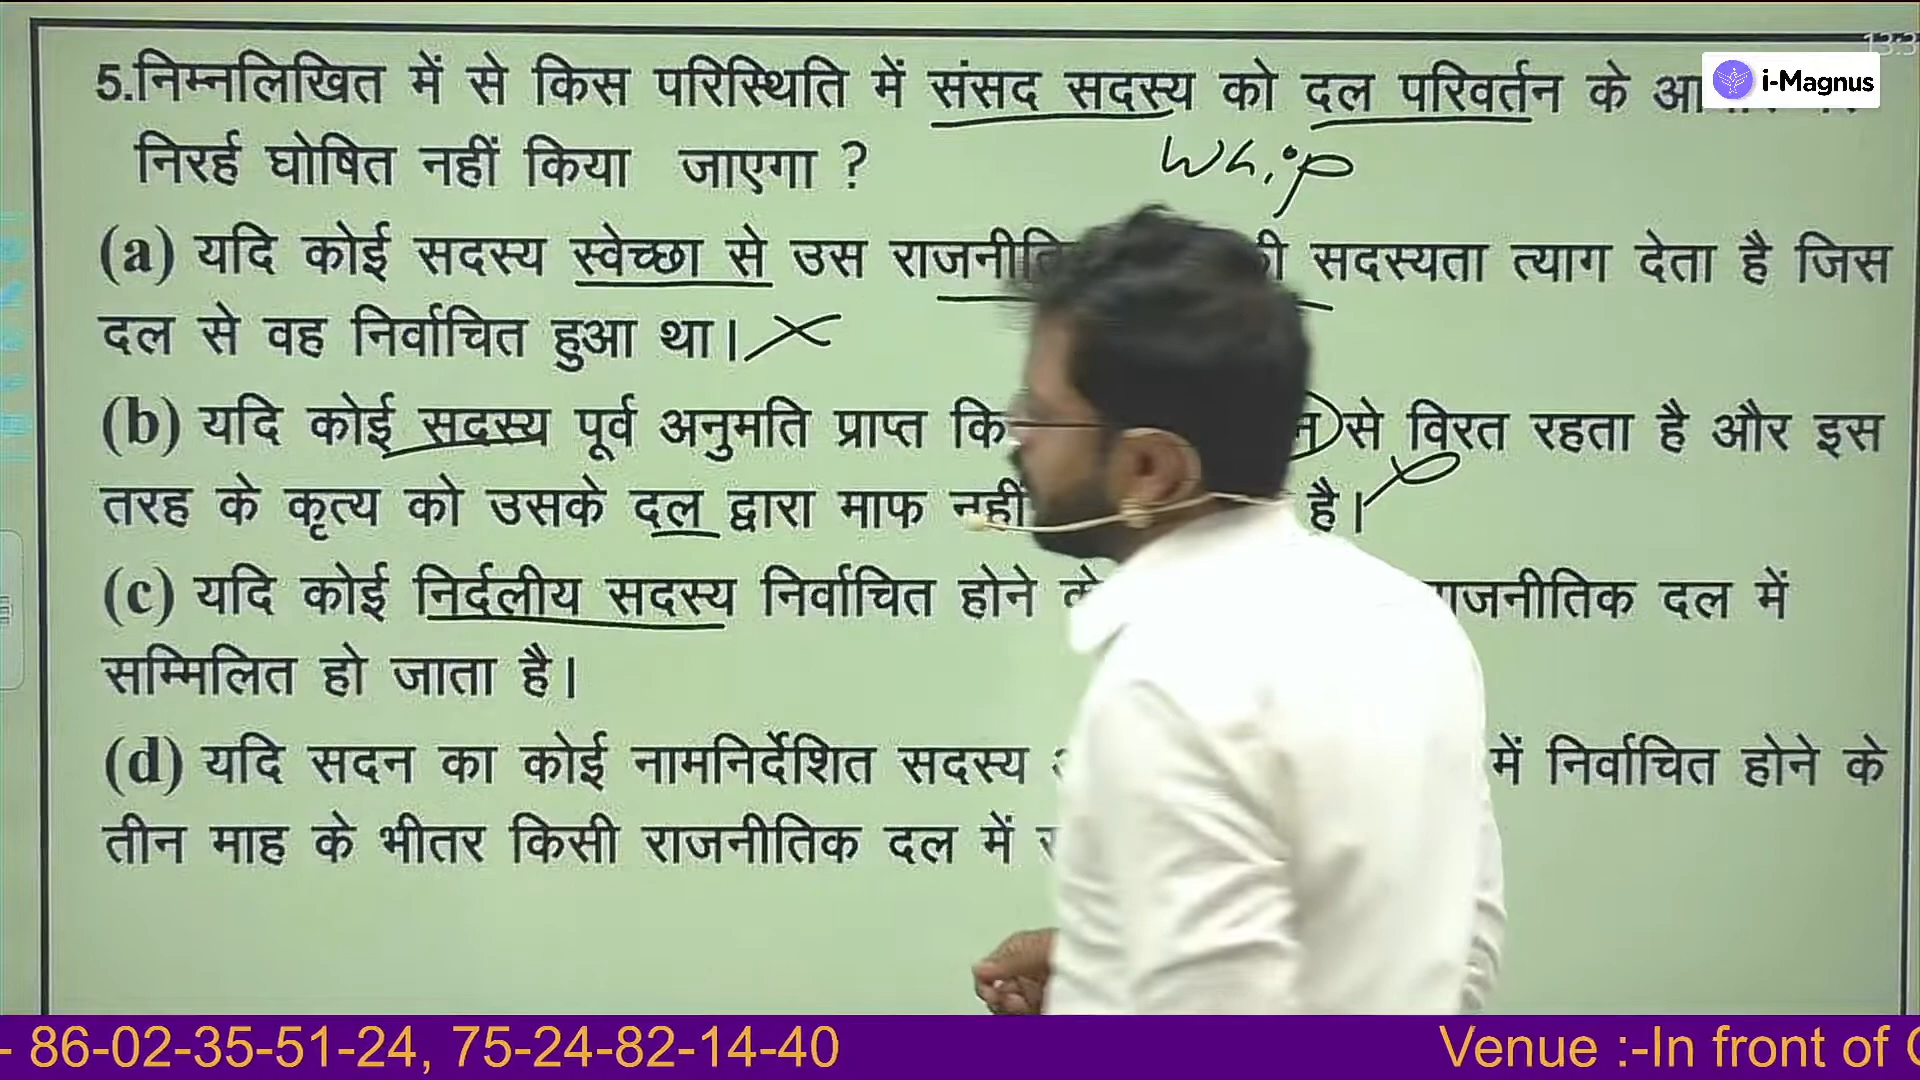 5.निम्नलिखित में से किस परिस्थिति में संसद सदस्य को दल परिवर्तन के
i-Magnus
निरर्ह घोषित नहीं किया जाएगा ?
Whip
(a) यदि कोई सदस्य स्वेच्छा से उस सदस्यता त्याग देता है जिस
दल से वह निर्वाचित हुआ था।
(b) यदि कोई सदस्य पूर्व अनुमति प्राप्त से विरत रहता है और इस
तरह के कृत्य को उसके दल द्वारा माफ नहीं है।
(c) यदि कोई निर्दलीय सदस्य निर्वाचित होने राजनीतिक दल में
सम्मिलित हो जाता है।
(d) यदि सदन का कोई नामनिर्देशित सदस्य में निर्वाचित होने के
तीन माह के भीतर किसी राजनीतिक दल में
- 86-02-35-51-24, 75-24-82-14-40 Venue :-In front of